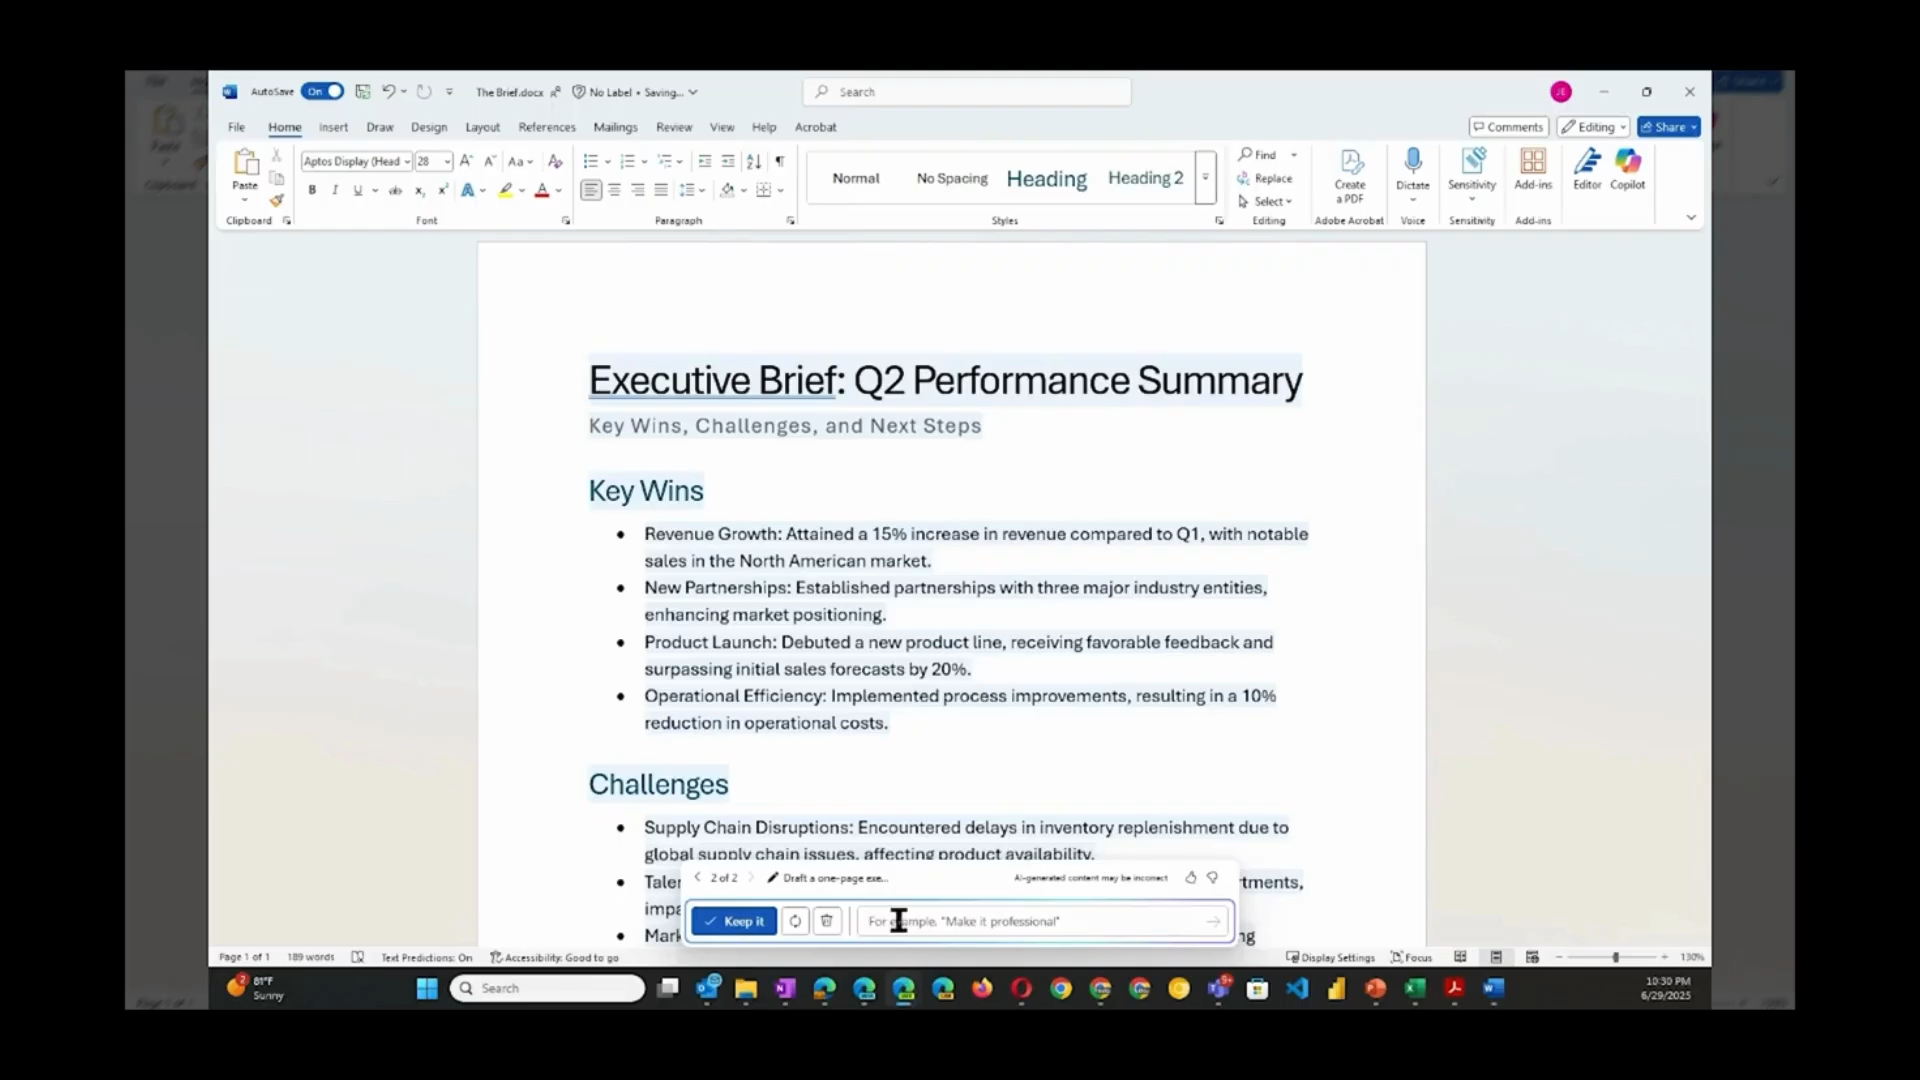 AutoSave On The Brief.docx No Label • Saving... Search
File Home Insert Draw Design Layout References Mailings Review View Help Acrobat Comments Editing Share
Paste
Aptos Display (Head 28 Aa
Normal No Spacing Heading Heading 2
Find
Replace
Select
Create a PDF
Dictate
Sensitivity
Add-ins
Editor
Copilot
Clipboard Font Paragraph Styles Editing Adobe Acrobat Voice Sensitivity Add-ins
Executive Brief: Q2 Performance Summary
Key Wins, Challenges, and Next Steps
Key Wins
• Revenue Growth: Attained a 15% increase in revenue compared to Q1, with notable
sales in the North American market.
• New Partnerships: Established partnerships with three major industry entities,
enhancing market positioning.
• Product Launch: Debuted a new product line, receiving favorable feedback and
surpassing initial sales forecasts by 20%.
• Operational Efficiency: Implemented process improvements, resulting in a 10%
reduction in operational costs.
Challenges
• Supply Chain Disruptions: Encountered delays in inventory replenishment due to
global supply chain issues, affecting product availability.
2 of 2 Draft a one-page exe... AI-generated content may be incorrect
Keep it For example, "Make it professional"
Page 1 of 1 189 words Text Predictions: On Accessibility: Good to go Display Settings Focus 130%
81°F
Sunny
Search
10:30 PM
6/29/2025